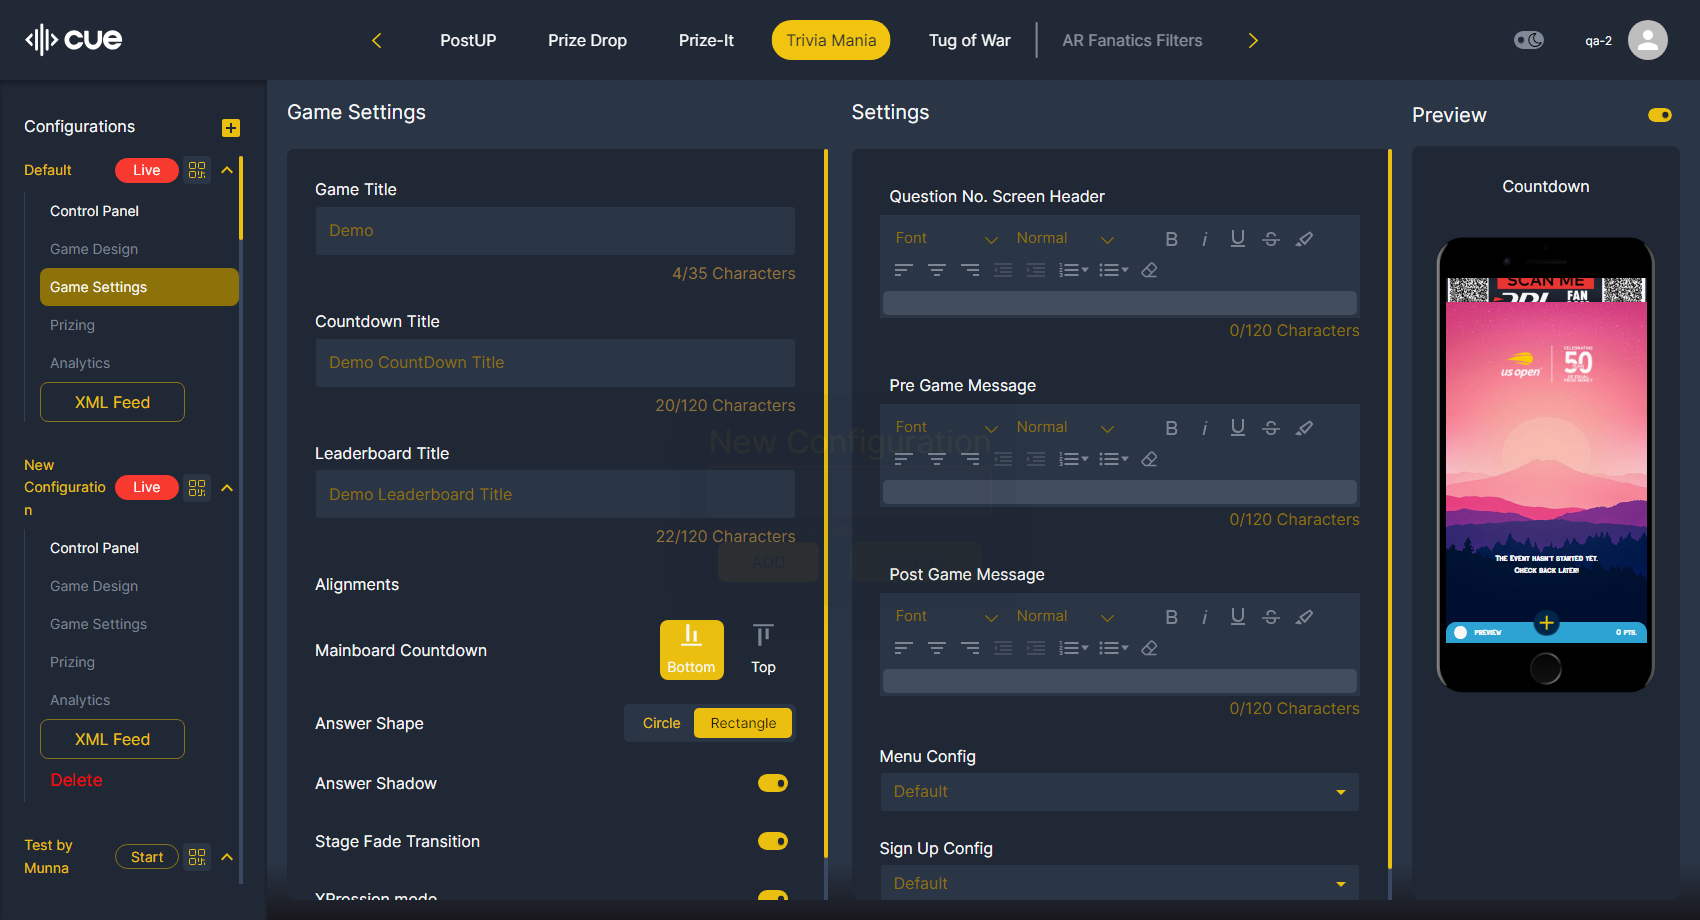 cue
PostUP
Prize Drop
Prize-It
Trivia Mania
Tug of War
AR Fanatics Filters
qa-2
Configurations
Default
Live
Control Panel
Game Design
Game Settings
Prizing
Analytics
XML Feed
New
Configuratio
n
Live
Control Panel
Game Design
Game Settings
Prizing
Analytics
XML Feed
Delete
Test by
Munna
Start
Game Settings
Game Title
Demo
4/35 Characters
Countdown Title
Demo CountDown Title
20/120 Characters
Leaderboard Title
Demo Leaderboard Title
22/120 Characters
New Configuration
ADD
Alignments
Mainboard Countdown
Bottom
Top
Answer Shape
Circle
Rectangle
Answer Shadow
Stage Fade Transition
XPression mode
Settings
Question No. Screen Header
Font
Normal
B i U S
0/120 Characters
Pre Game Message
Font
Normal
B i U S
0/120 Characters
Post Game Message
Font
Normal
B i U S
0/120 Characters
Menu Config
Default
Sign Up Config
Default
Preview
Countdown
SCAN ME
FAN
us open
CELEBRATING
50
The Event hasn't started yet.
Check back later!
PREVIEW
0 PTS.